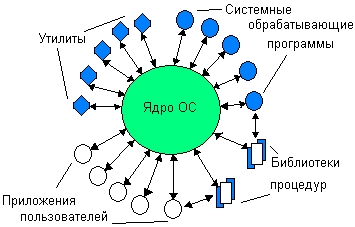 Системные
обрабатывающие
программы
Утилиты
Ядро ОС
Библиотеки
процедур
Приложения
пользователей